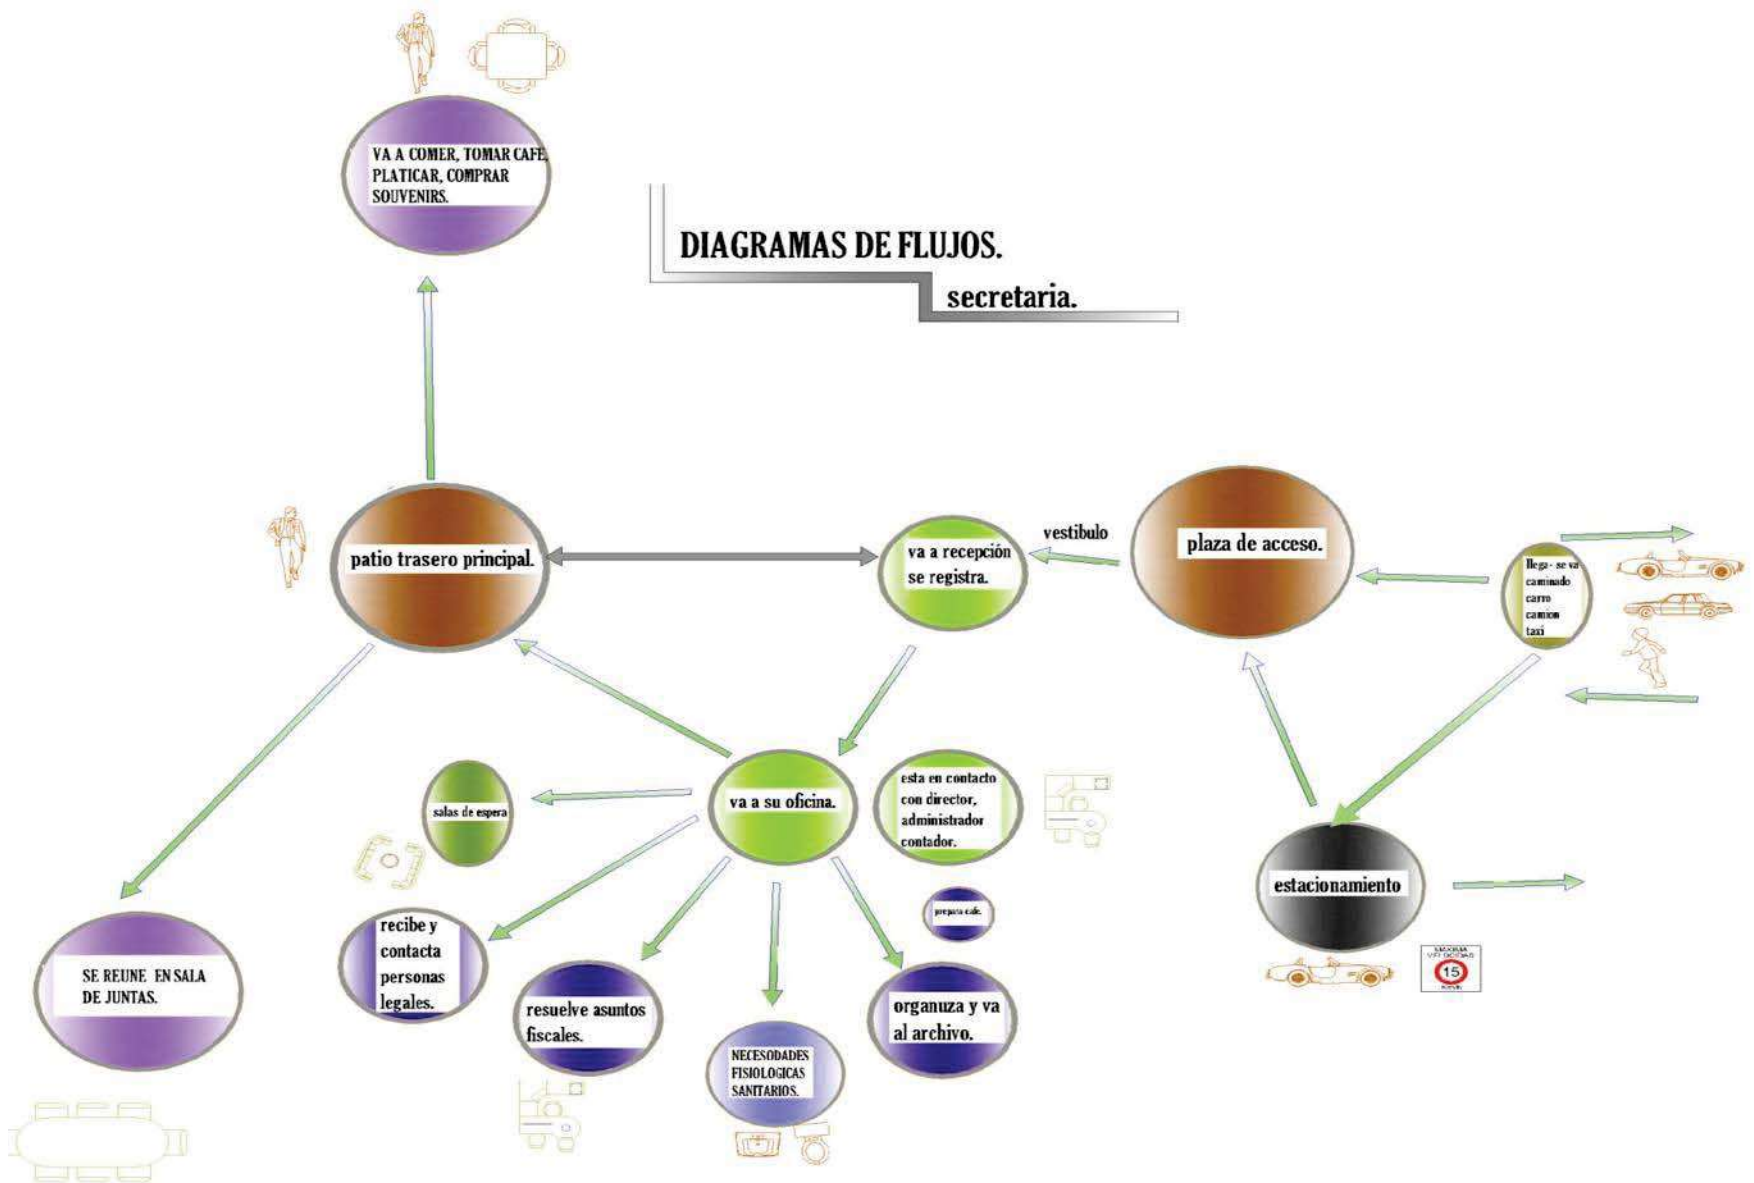 VA A COMER, TOMAR CAFE,
PLATICAR, COMPRAR
SOUVENIRS.
DIAGRAMAS DE FLUJOS.
secretaria.
patio trasero principal.
va a recepción
se registra.
vestibulo
plaza de acceso.
llega- se va
caminado
carro
camion
taxi
salas de espera
va a su oficina.
esta en contacto
con director,
administrador
contador.
estacionamiento
prepara cafe.
recibe y
contacta
personas
legales.
SE REUNE EN SALA
DE JUNTAS.
resuelve asuntos
fiscales.
organuza y va
al archivo.
NECESODADES
FISIOLOGICAS
SANITARIOS.
15